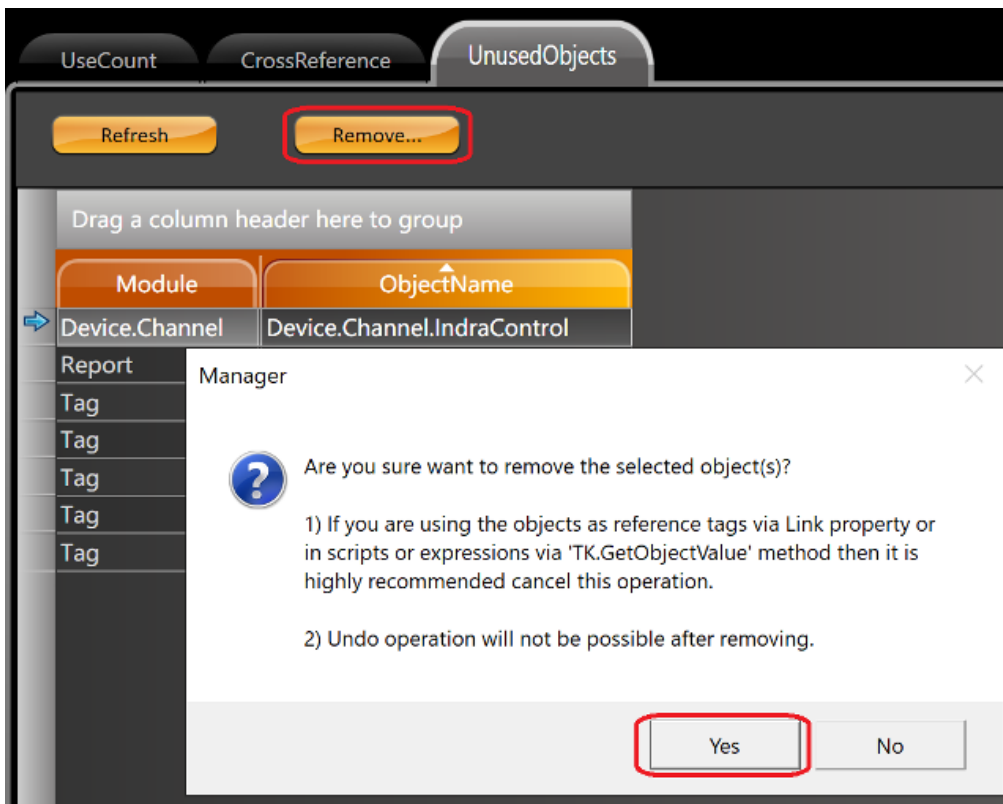 UseCount CrossReference UnusedObjects
Refresh Remove...
Drag a column header here to group
Module ObjectName
Device.Channel Device.Channel.IndraControl
Report
Tag
Tag
Tag
Tag
Tag
Manager
Are you sure want to remove the selected object(s)?
1) If you are using the objects as reference tags via Link property or
in scripts or expressions via 'TK.GetObjectValue' method then it is
highly recommended cancel this operation.
2) Undo operation will not be possible after removing.
Yes No